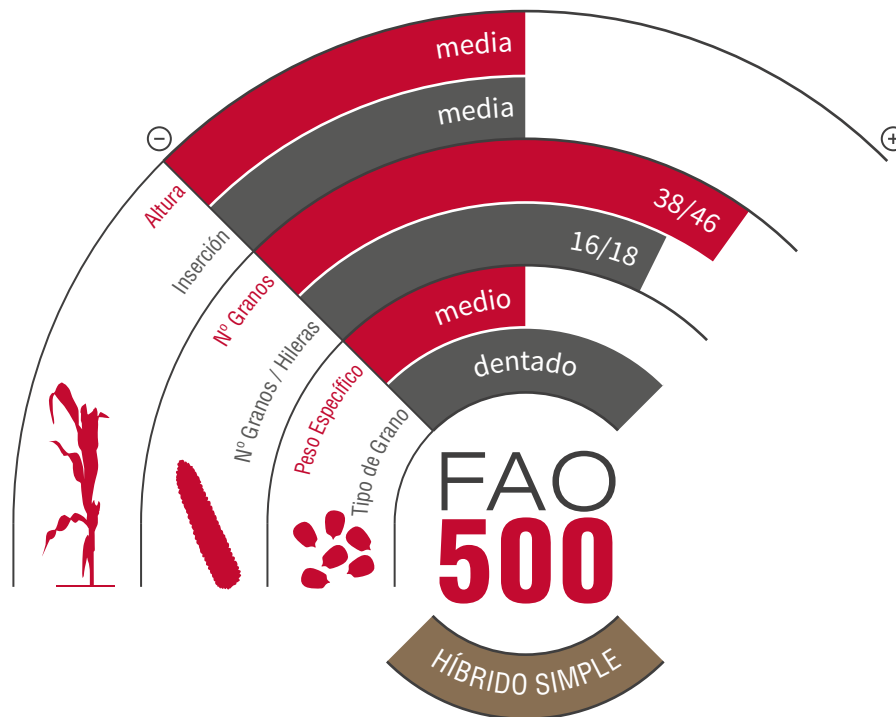 media
media
38/46
16/18
medio
dentado
Altura
Inserción
Nº Granos
Nº Granos / Hileras
Peso Específico
Tipo de Grano
FAO
500
HÍBRIDO SIMPLE